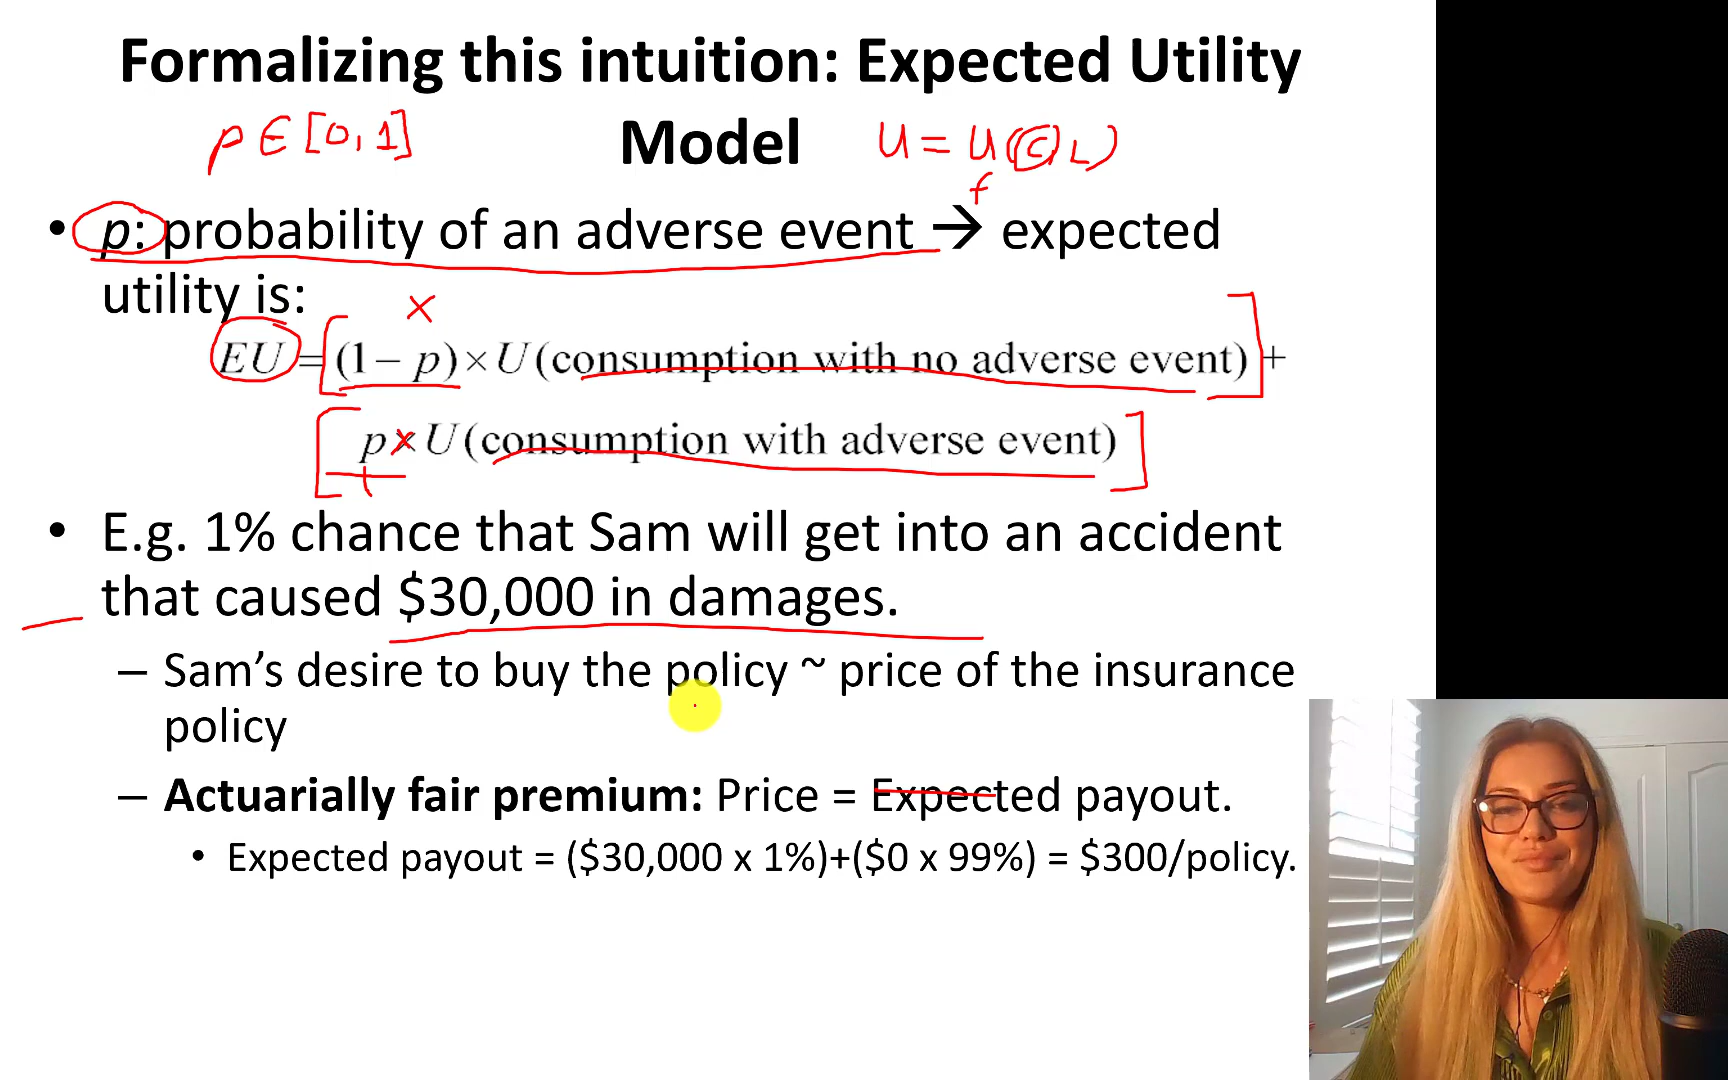 Formalizing this intuition: Expected Utility
p ∈ [0, 1] Model U = U(C, L)
f
• p: probability of an adverse event → expected
utility is:
x
EU = (1 − p) × U (consumption with no adverse event) +
p × U (consumption with adverse event)
• E.g. 1% chance that Sam will get into an accident
that caused $30,000 in damages.
– Sam's desire to buy the policy ~ price of the insurance
policy
– Actuarially fair premium: Price = Expected payout.
• Expected payout = ($30,000 x 1%)+($0 x 99%) = $300/policy.